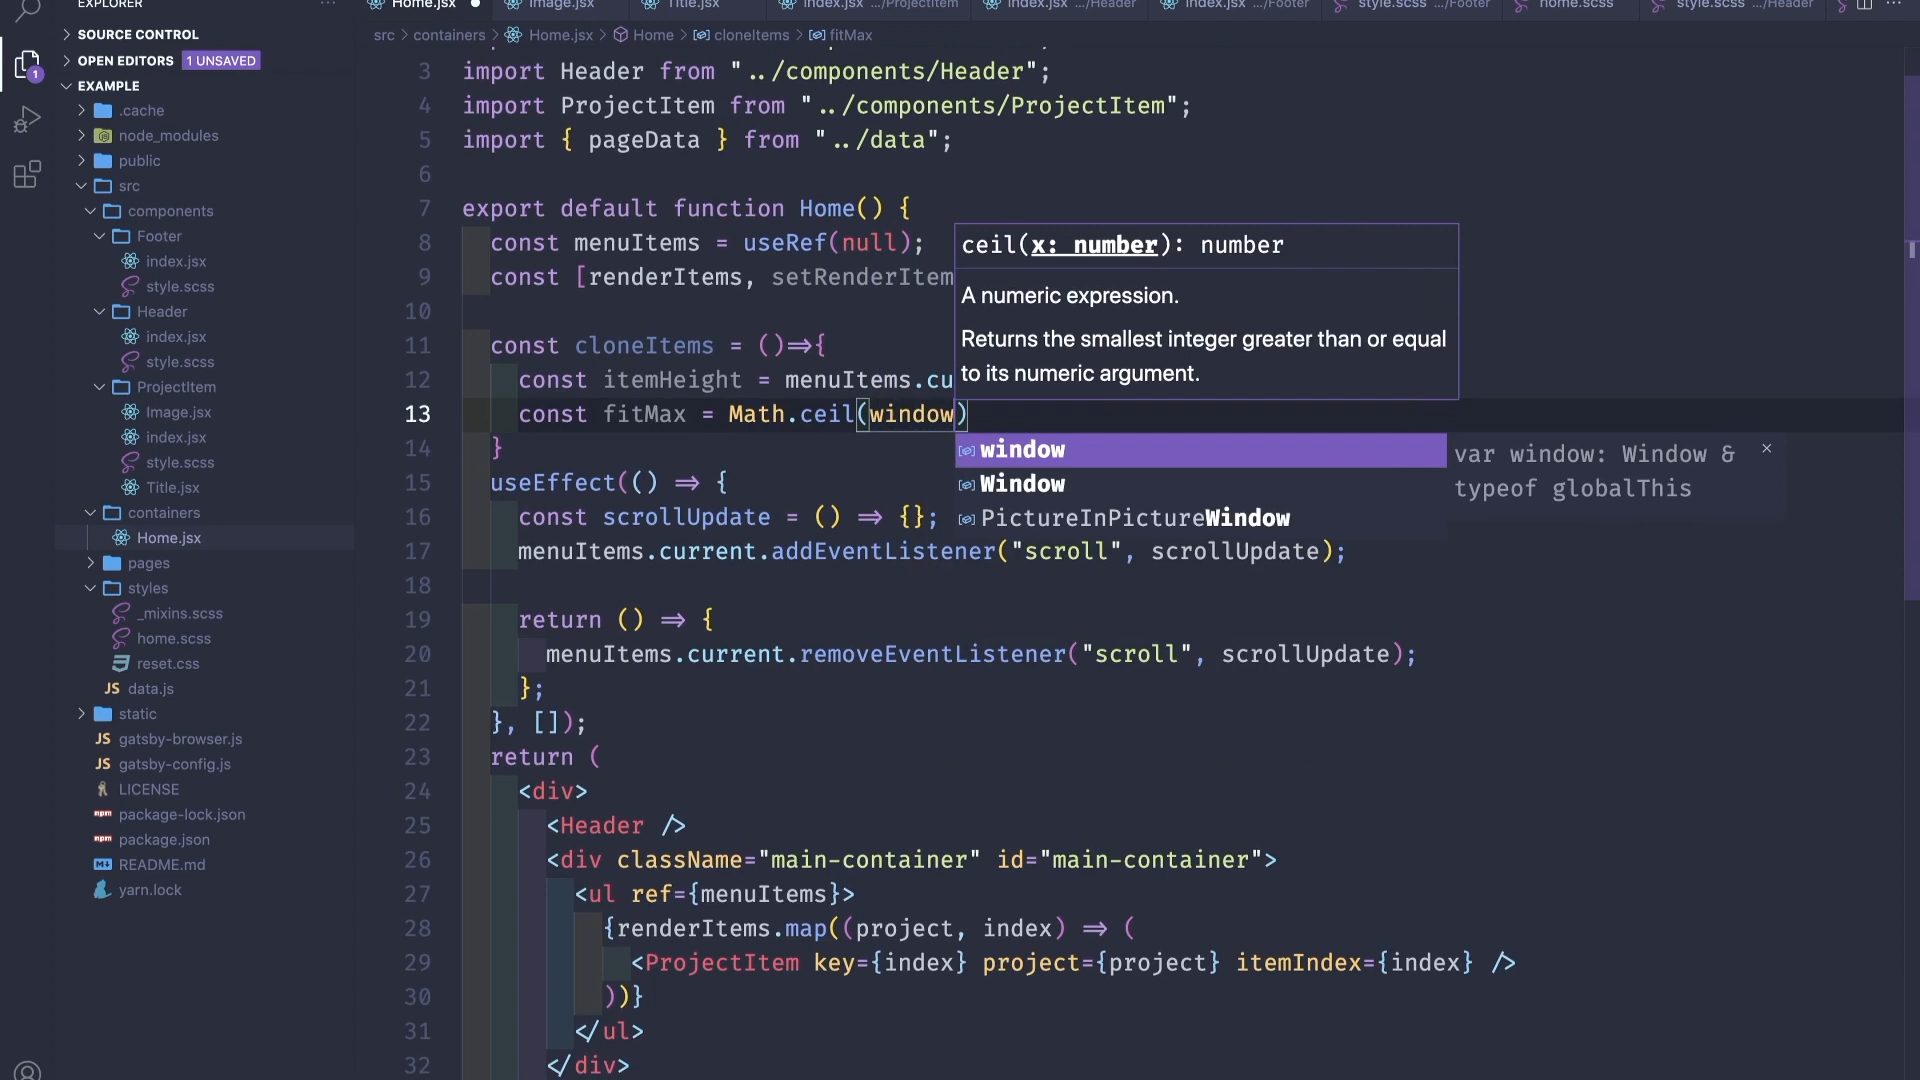 EXPLORER
SOURCE CONTROL
OPEN EDITORS 1 UNSAVED
EXAMPLE
.cache
node_modules
public
src
components
Footer
index.jsx
style.scss
Header
index.jsx
style.scss
ProjectItem
Image.jsx
index.jsx
style.scss
Title.jsx
containers
Home.jsx
pages
styles
_mixins.scss
home.scss
reset.css
JS data.js
static
JS gatsby-browser.js
JS gatsby-config.js
LICENSE
npm package-lock.json
npm package.json
README.md
yarn.lock
1
Home.jsx Image.jsx Title.jsx index.jsx .../ProjectItem index.jsx .../Header index.jsx .../Footer style.scss .../Footer home.scss style.scss .../Header
src > containers > Home.jsx > Home > cloneItems > fitMax
3 import Header from "../components/Header";
4 import ProjectItem from "../components/ProjectItem";
5 import { pageData } from "../data";
6
7 export default function Home() {
8 const menuItems = useRef(null);
9 const [renderItems, setRenderItem
10
11 const cloneItems = ()=>{
12 const itemHeight = menuItems.cu
13 const fitMax = Math.ceil(window)
14 }
15 useEffect(() => {
16 const scrollUpdate = () => {};
17 menuItems.current.addEventListener("scroll", scrollUpdate);
18
19 return () => {
20 menuItems.current.removeEventListener("scroll", scrollUpdate);
21 };
22 }, []);
23 return (
24 <div>
25 <Header />
26 <div className="main-container" id="main-container">
27 <ul ref={menuItems}>
28 {renderItems.map((project, index) => (
29 <ProjectItem key={index} project={project} itemIndex={index} />
30 ))}
31 </ul>
32 </div>
ceil(x: number): number
A numeric expression.
Returns the smallest integer greater than or equal
to its numeric argument.
window
Window
PictureInPictureWindow
var window: Window &
typeof globalThis